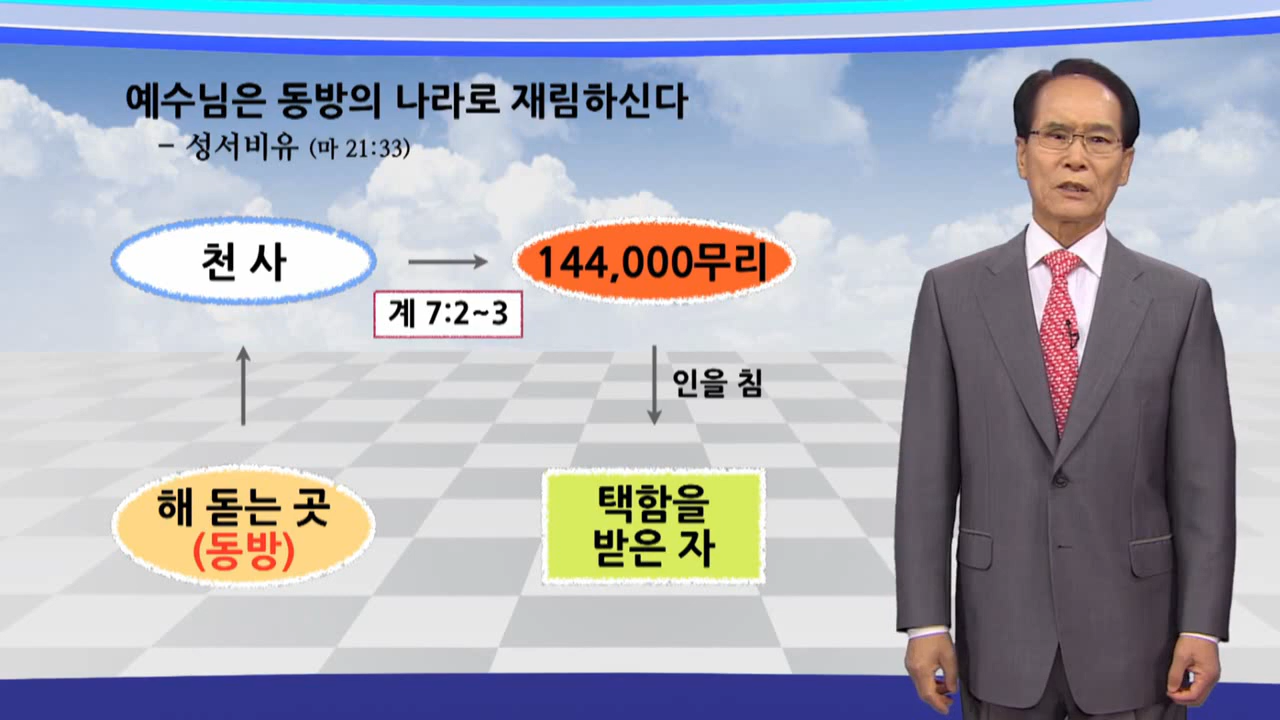 예수님은 동방의 나라로 재림하신다
- 성서비유 (마 21:33)
천 사
144,000무리
계 7:2~3
인을 침
해 돋는 곳
(동방)
택함을
받은 자